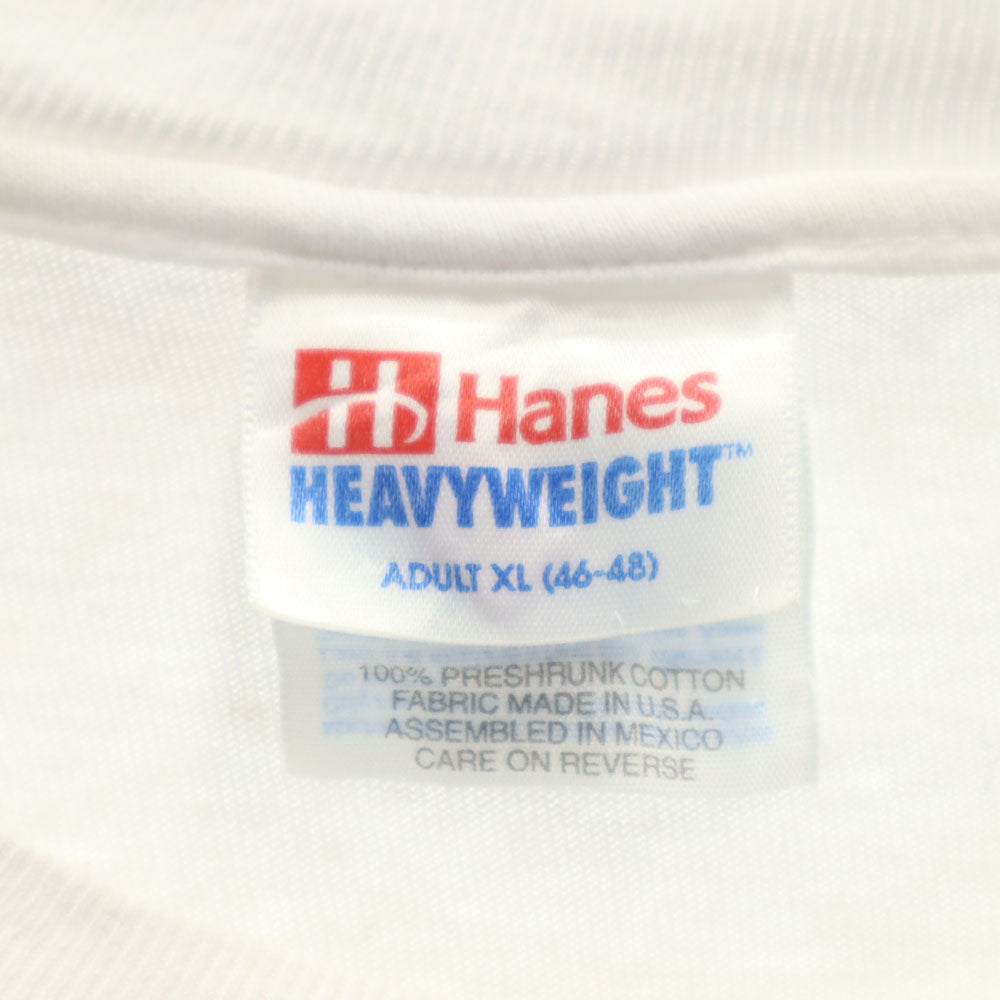 H Hanes
HEAVYWEIGHT™
ADULT XL (46-48)
100% PRESHRUNK COTTON
FABRIC MADE IN U.S.A.
ASSEMBLED IN MEXICO
CARE ON REVERSE